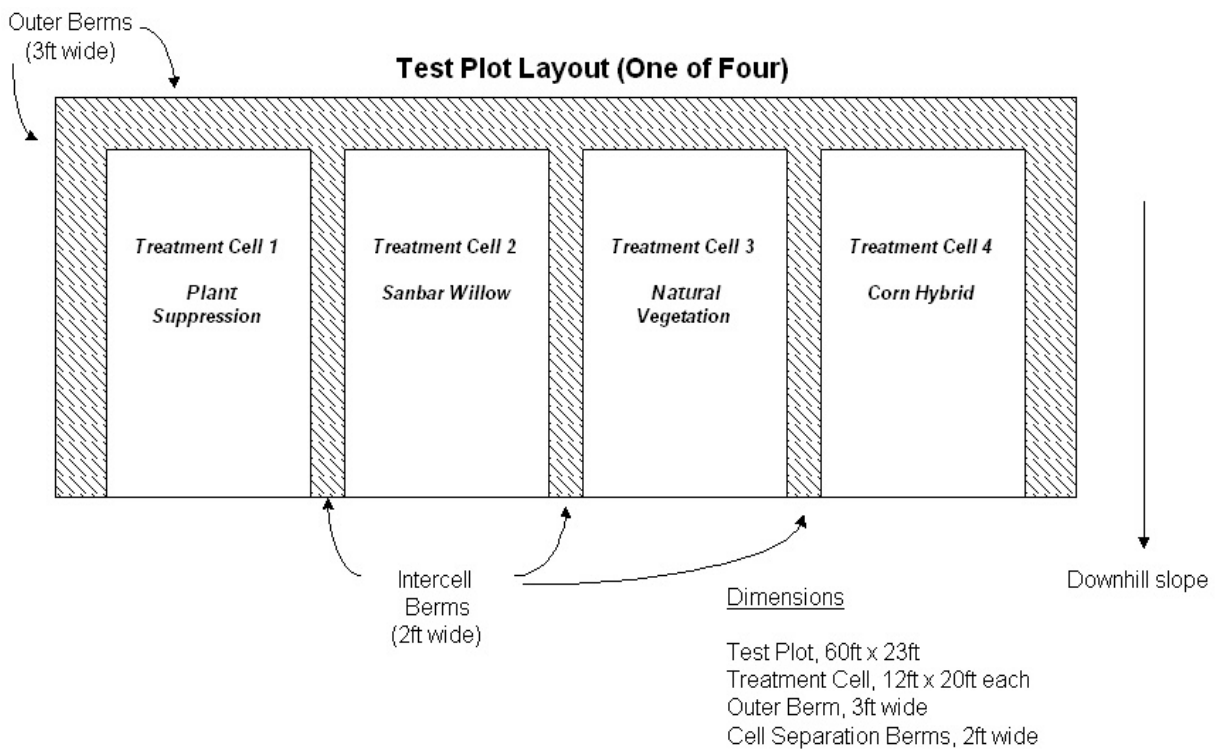 Outer Berms
(3ft wide)
Test Plot Layout (One of Four)
Treatment Cell 1
Plant
Suppression
Treatment Cell 2
Sanbar Willow
Treatment Cell 3
Natural
Vegetation
Treatment Cell 4
Corn Hybrid
Intercell
Berms
(2ft wide)
Downhill slope
Dimensions
Test Plot, 60ft x 23ft
Treatment Cell, 12ft x 20ft each
Outer Berm, 3ft wide
Cell Separation Berms, 2ft wide